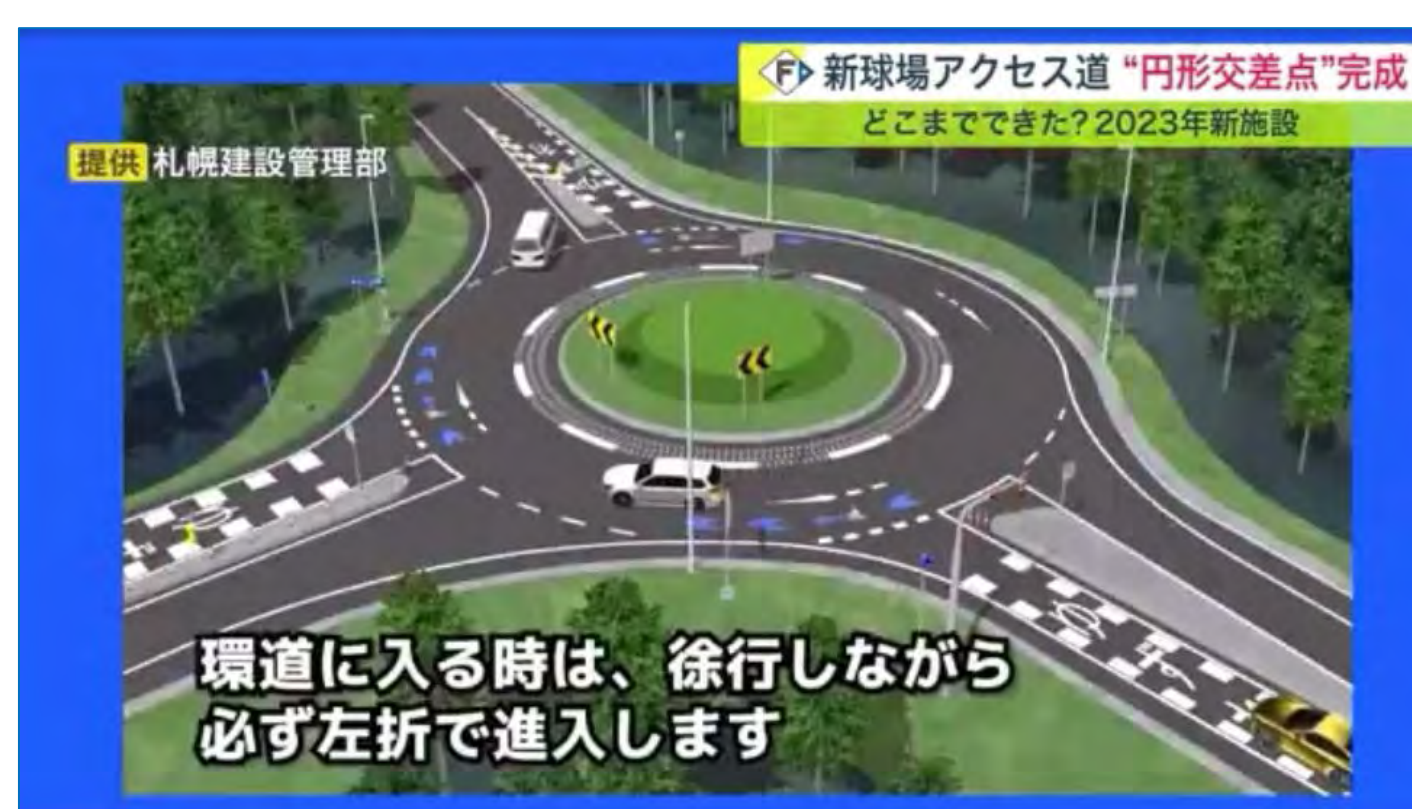 新球場アクセス道 “円形交差点”完成
どこまでできた?2023年新施設
提供 札幌建設管理部
環道に入る時は、徐行しながら
必ず左折で進入します